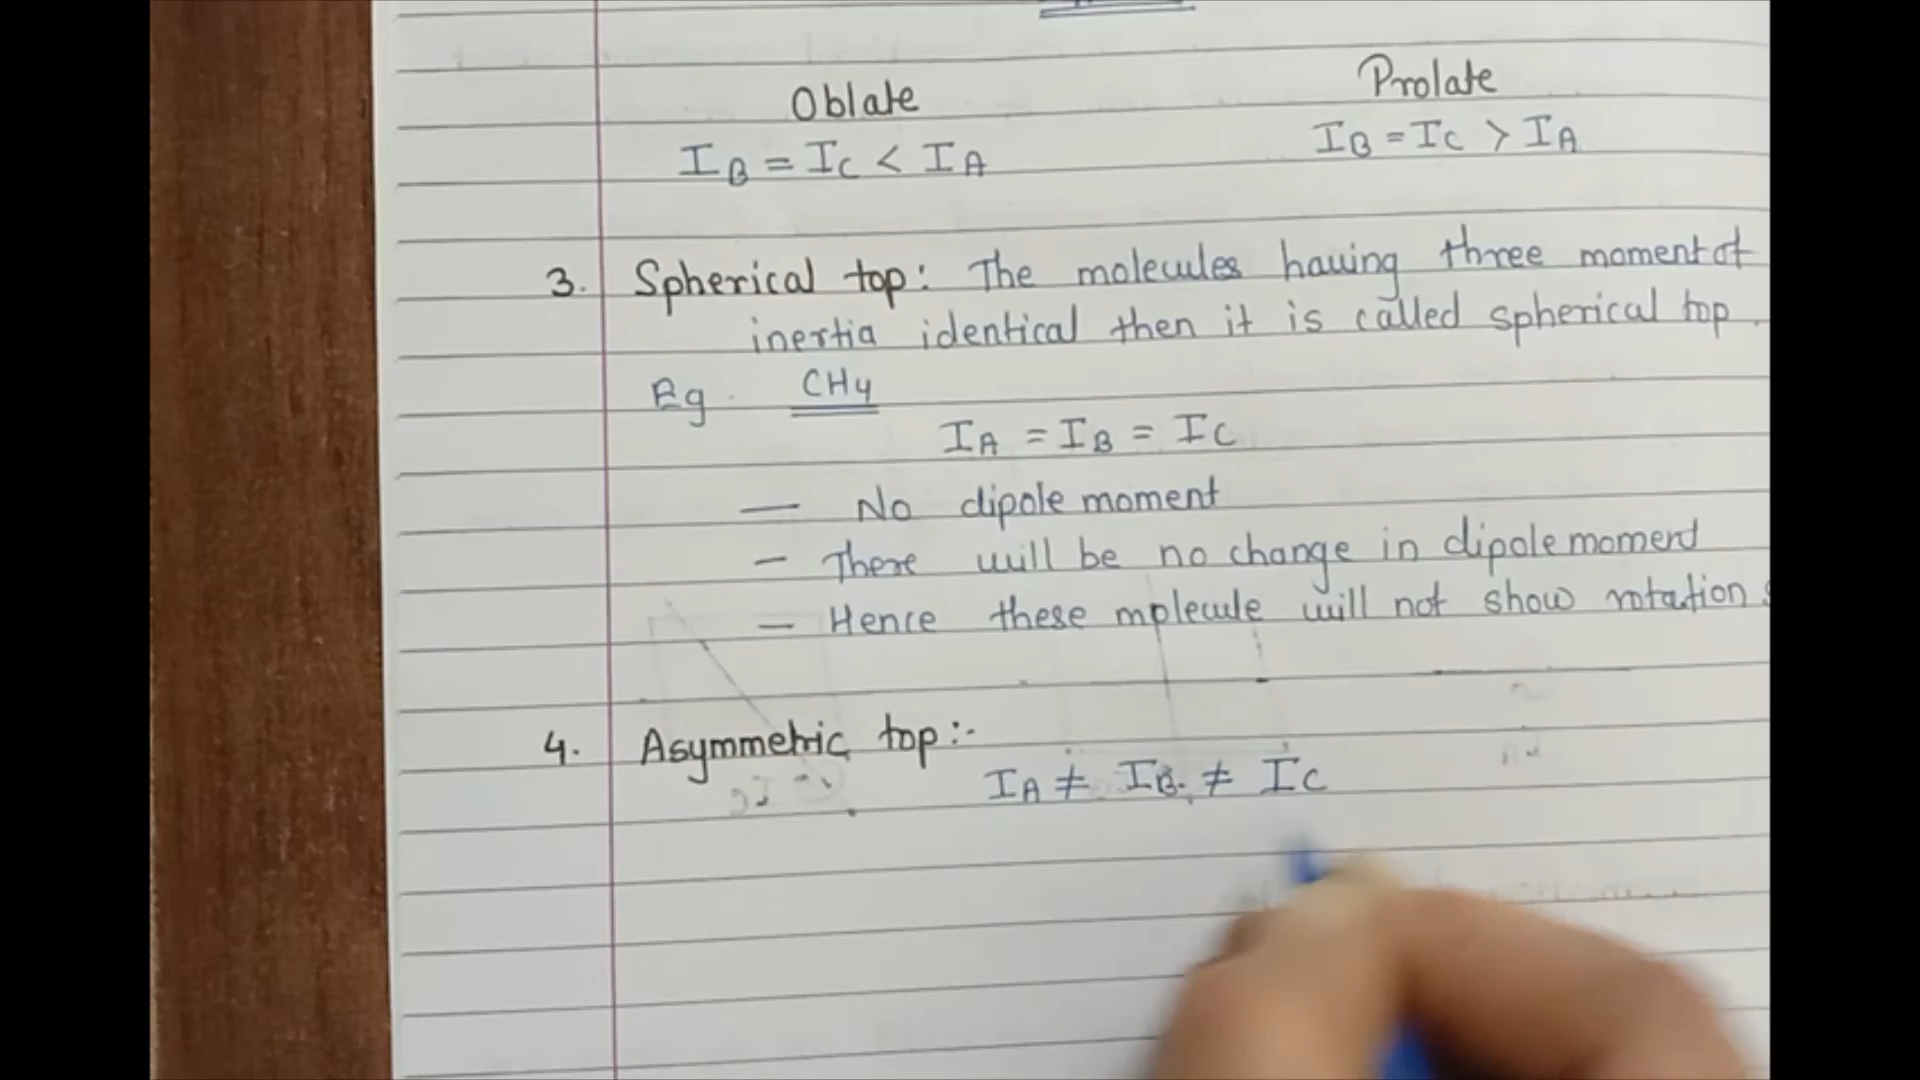 Oblate
Prolate
IB = IC < IA
IB = IC > IA
3. Spherical top: The molecules having three moment of
inertia identical then it is called spherical top.
Eg. CH4
IA = IB = IC
— No dipole moment
— There will be no change in dipole moment
— Hence these molecule will not show rotation
4. Asymmetric top:-
IA ≠ IB ≠ IC